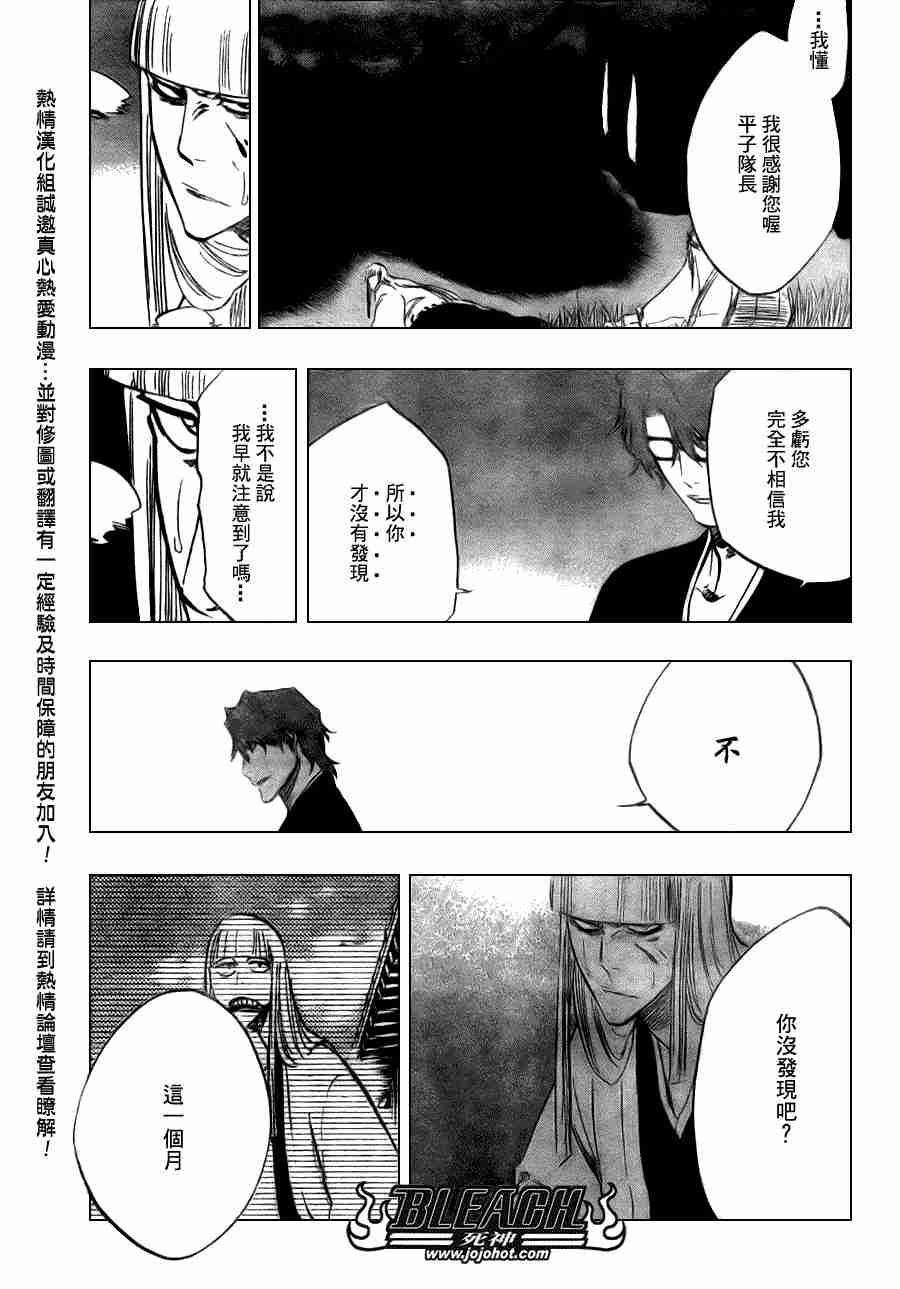 …我懂
我很感謝您喔
平子隊長
多虧您
完全不相信我
所以你
才沒有發現
…我不是說
我早就注意到了嗎…
不
你沒發現吧?
這一個月
熱情漢化組誠邀真心熱愛動漫…並對修圖或翻譯有一定經驗及時間保障的朋友加入! 詳情請到熱情論壇查看瞭解!
BLEACH
死神
www.jojohot.com